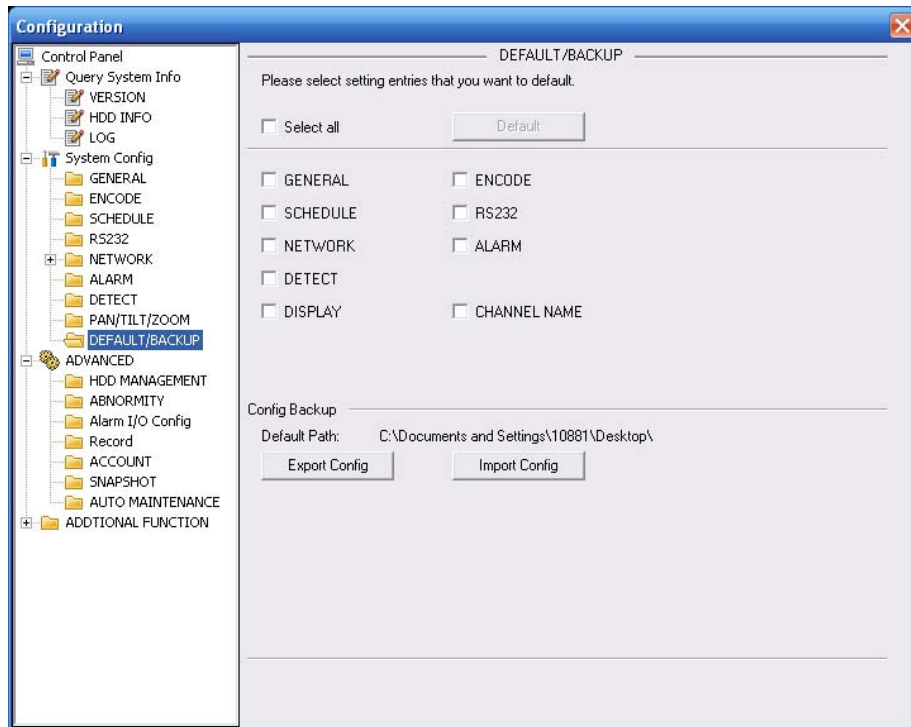 Configuration
Control Panel
Query System Info
VERSION
HDD INFO
LOG
System Config
GENERAL
ENCODE
SCHEDULE
RS232
NETWORK
ALARM
DETECT
PAN/TILT/ZOOM
DEFAULT/BACKUP
ADVANCED
HDD MANAGEMENT
ABNORMITY
Alarm I/O Config
Record
ACCOUNT
SNAPSHOT
AUTO MAINTENANCE
ADDTIONAL FUNCTION
DEFAULT/BACKUP
Please select setting entries that you want to default.
Select all Default
GENERAL ENCODE
SCHEDULE RS232
NETWORK ALARM
DETECT
DISPLAY CHANNEL NAME
Config Backup
Default Path: C:\Documents and Settings\10881\Desktop\
Export Config Import Config